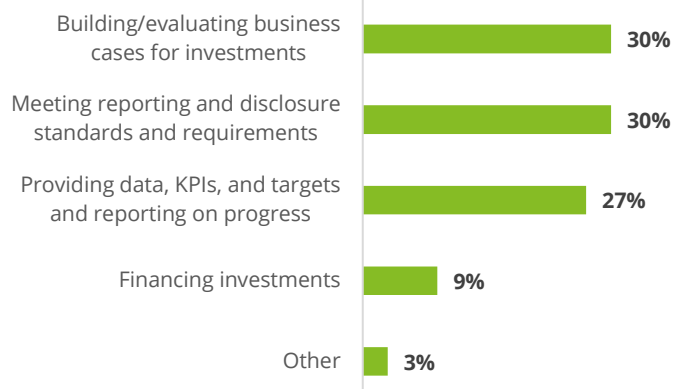 Building/evaluating business
cases for investments
30%
Meeting reporting and disclosure
standards and requirements
30%
Providing data, KPIs, and targets
and reporting on progress
27%
Financing investments
9%
Other
3%